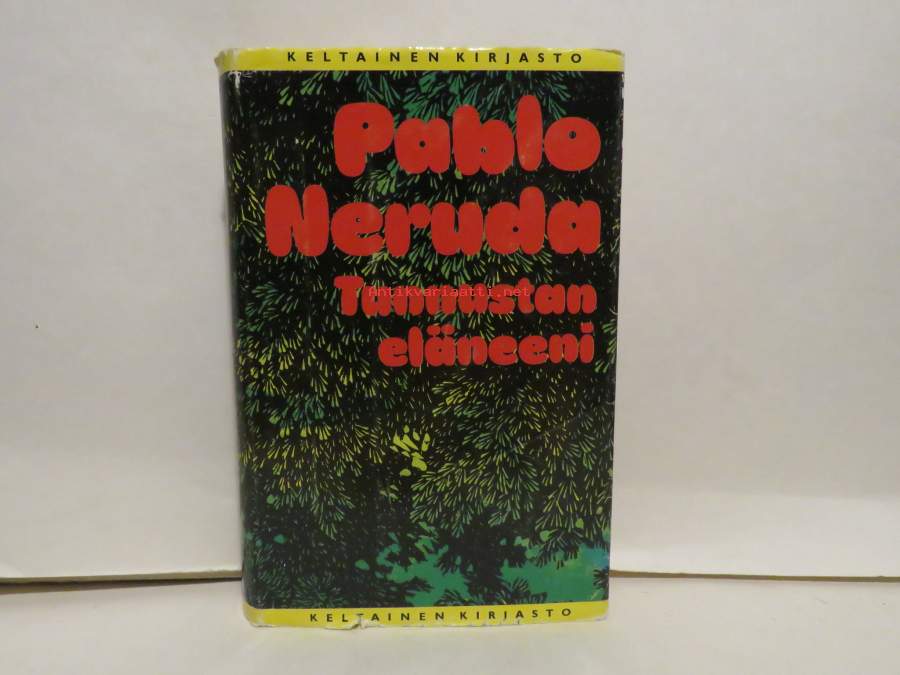 KELTAINEN KIRJASTO
Pablo
Neruda
Tunnustan
Antikvariaatti.net
eläneeni
KELTAINEN KIRJASTO